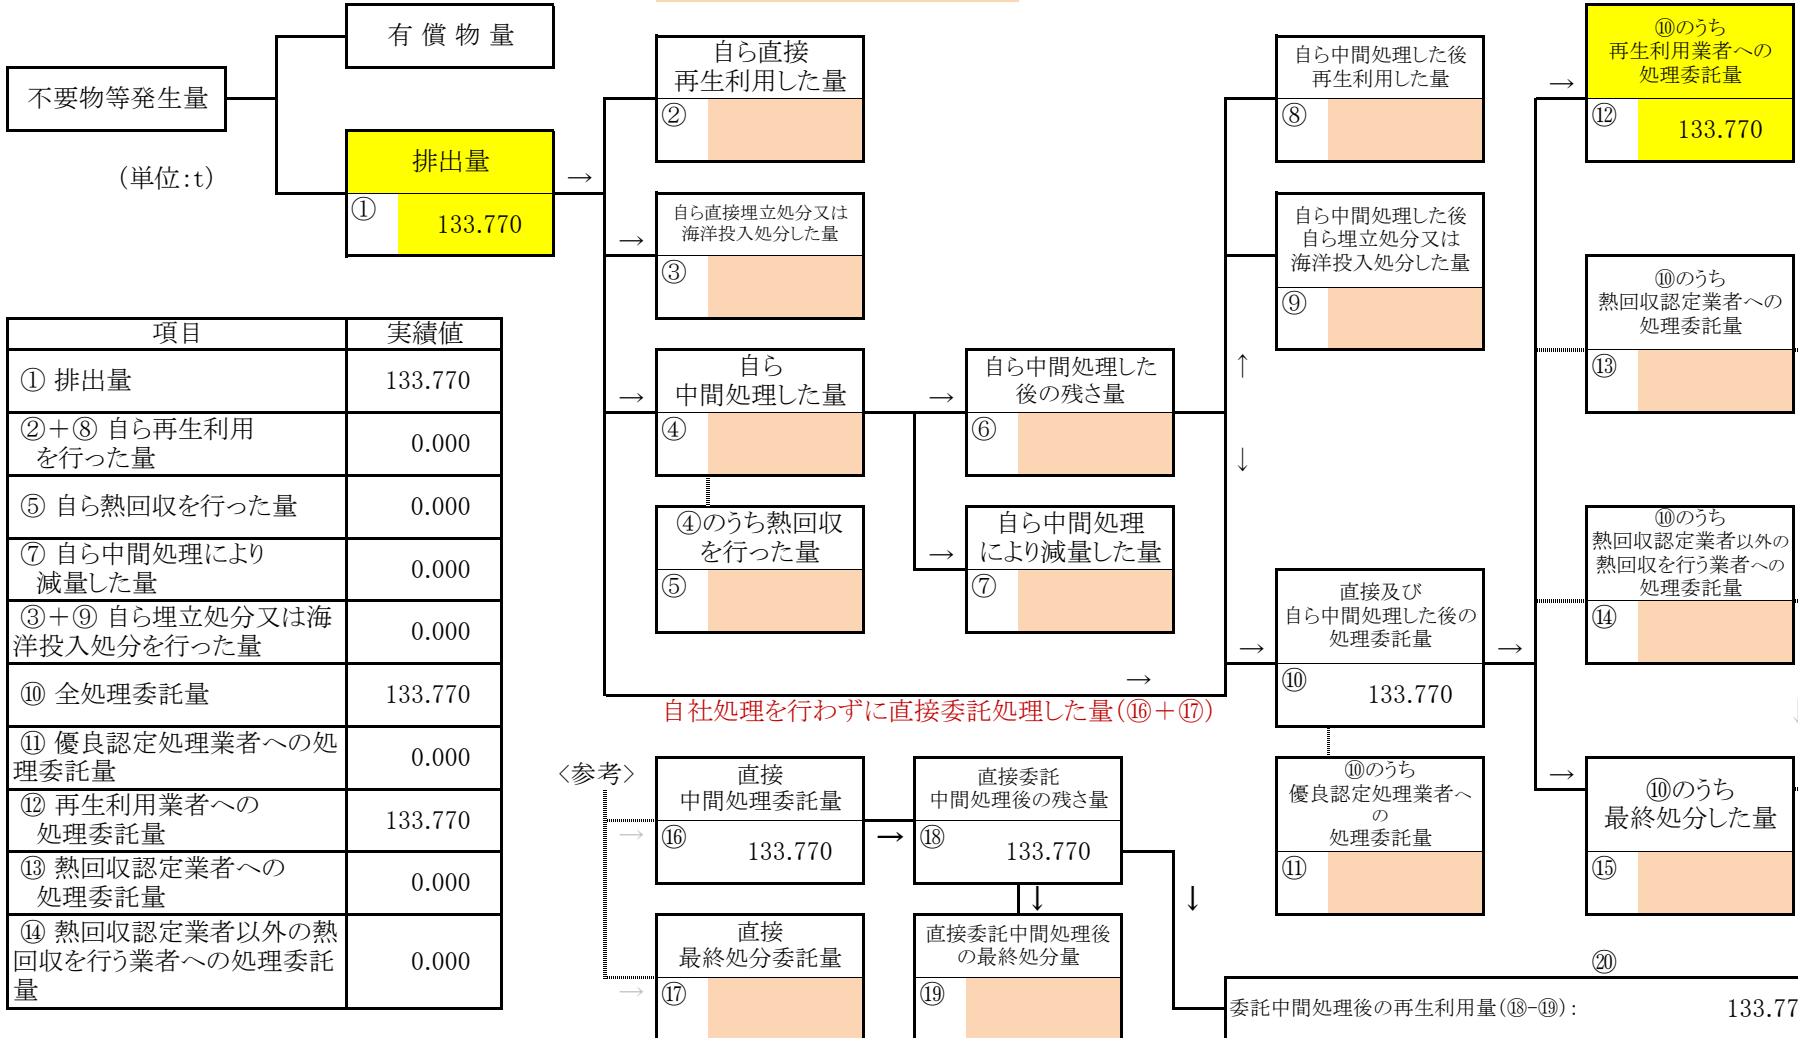 有 償 物 量
不要物等発生量
(単位:t)
排出量
①
133.770
→
自ら直接
再生利用した量
②
→
自ら直接埋立処分又は
海洋投入処分した量
③
→
自ら
中間処理した量
④
④のうち熱回収
を行った量
⑤
→
自ら中間処理した
後の残さ量
⑥
→
自ら中間処理
により減量した量
⑦
自ら中間処理した後
再生利用した量
⑧
自ら中間処理した後
自ら埋立処分又は
海洋投入処分した量
⑨
↑
↓
→
自社処理を行わずに直接委託処理した量(⑯+⑰)
→
直接及び
自ら中間処理した後の
処理委託量
⑩
133.770
⑩のうち
優良認定処理業者へ
の
処理委託量
⑪
→
→
⑩のうち
再生利用業者への
処理委託量
⑫
133.770
⑩のうち
熱回収認定業者への
処理委託量
⑬
⑩のうち
熱回収認定業者以外の
熱回収を行う業者への
処理委託量
⑭
→
⑩のうち
最終処分した量
⑮
項目 実績値
① 排出量 133.770
②+⑧ 自ら再生利用
を行った量
0.000
⑤ 自ら熱回収を行った量 0.000
⑦ 自ら中間処理により
減量した量
0.000
③+⑨ 自ら埋立処分又は海
洋投入処分を行った量
0.000
⑩ 全処理委託量 133.770
⑪ 優良認定処理業者への処
理委託量
0.000
⑫ 再生利用業者への
処理委託量
133.770
⑬ 熱回収認定業者への
処理委託量
0.000
⑭ 熱回収認定業者以外の熱
回収を行う業者への処理委託
量
0.000
<参考>
→
直接
中間処理委託量
⑯
133.770
→
直接委託
中間処理後の残さ量
⑱
133.770
↓
↓
→
直接
最終処分委託量
⑰
直接委託中間処理後
の最終処分量
⑲
⑳
委託中間処理後の再生利用量(⑱-⑲): 133.77